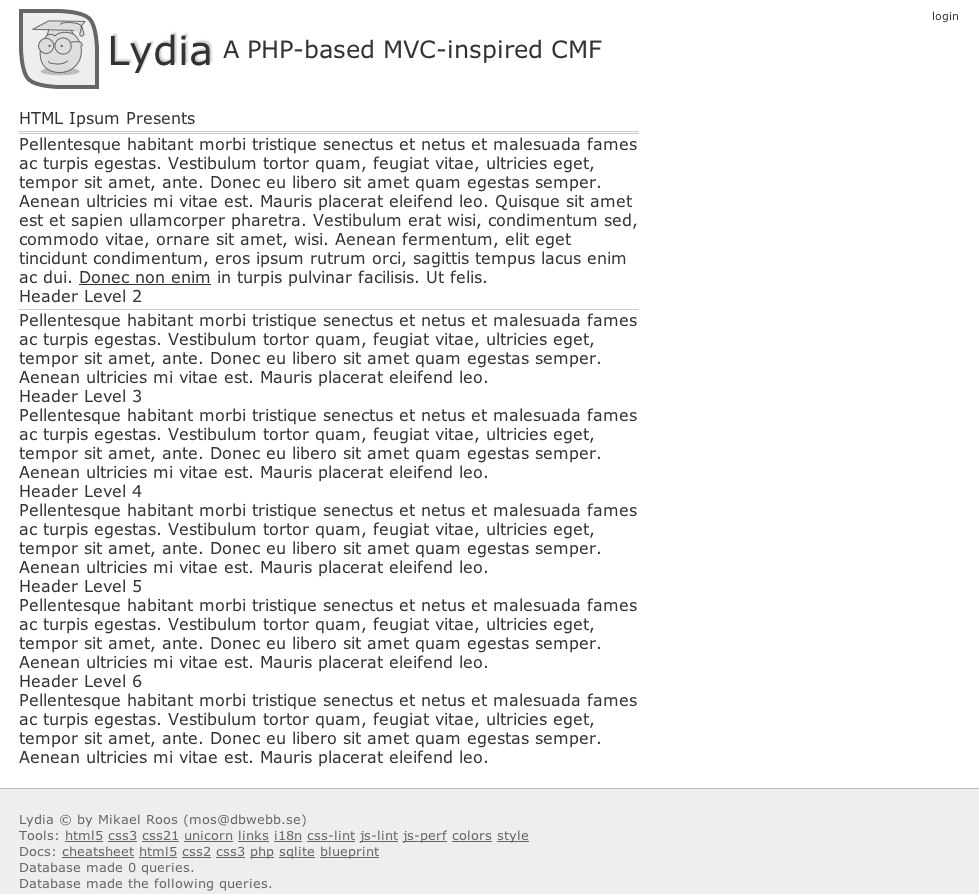 login
Lydia A PHP-based MVC-inspired CMF
HTML Ipsum Presents
Pellentesque habitant morbi tristique senectus et netus et malesuada fames
ac turpis egestas. Vestibulum tortor quam, feugiat vitae, ultricies eget,
tempor sit amet, ante. Donec eu libero sit amet quam egestas semper.
Aenean ultricies mi vitae est. Mauris placerat eleifend leo. Quisque sit amet
est et sapien ullamcorper pharetra. Vestibulum erat wisi, condimentum sed,
commodo vitae, ornare sit amet, wisi. Aenean fermentum, elit eget
tincidunt condimentum, eros ipsum rutrum orci, sagittis tempus lacus enim
ac dui. Donec non enim in turpis pulvinar facilisis. Ut felis.
Header Level 2
Pellentesque habitant morbi tristique senectus et netus et malesuada fames
ac turpis egestas. Vestibulum tortor quam, feugiat vitae, ultricies eget,
tempor sit amet, ante. Donec eu libero sit amet quam egestas semper.
Aenean ultricies mi vitae est. Mauris placerat eleifend leo.
Header Level 3
Pellentesque habitant morbi tristique senectus et netus et malesuada fames
ac turpis egestas. Vestibulum tortor quam, feugiat vitae, ultricies eget,
tempor sit amet, ante. Donec eu libero sit amet quam egestas semper.
Aenean ultricies mi vitae est. Mauris placerat eleifend leo.
Header Level 4
Pellentesque habitant morbi tristique senectus et netus et malesuada fames
ac turpis egestas. Vestibulum tortor quam, feugiat vitae, ultricies eget,
tempor sit amet, ante. Donec eu libero sit amet quam egestas semper.
Aenean ultricies mi vitae est. Mauris placerat eleifend leo.
Header Level 5
Pellentesque habitant morbi tristique senectus et netus et malesuada fames
ac turpis egestas. Vestibulum tortor quam, feugiat vitae, ultricies eget,
tempor sit amet, ante. Donec eu libero sit amet quam egestas semper.
Aenean ultricies mi vitae est. Mauris placerat eleifend leo.
Header Level 6
Pellentesque habitant morbi tristique senectus et netus et malesuada fames
ac turpis egestas. Vestibulum tortor quam, feugiat vitae, ultricies eget,
tempor sit amet, ante. Donec eu libero sit amet quam egestas semper.
Aenean ultricies mi vitae est. Mauris placerat eleifend leo.
Lydia © by Mikael Roos (mos@dbwebb.se)
Tools: html5 css3 css21 unicorn links i18n css-lint js-lint js-perf colors style
Docs: cheatsheet html5 css2 css3 php sqlite blueprint
Database made 0 queries.
Database made the following queries.